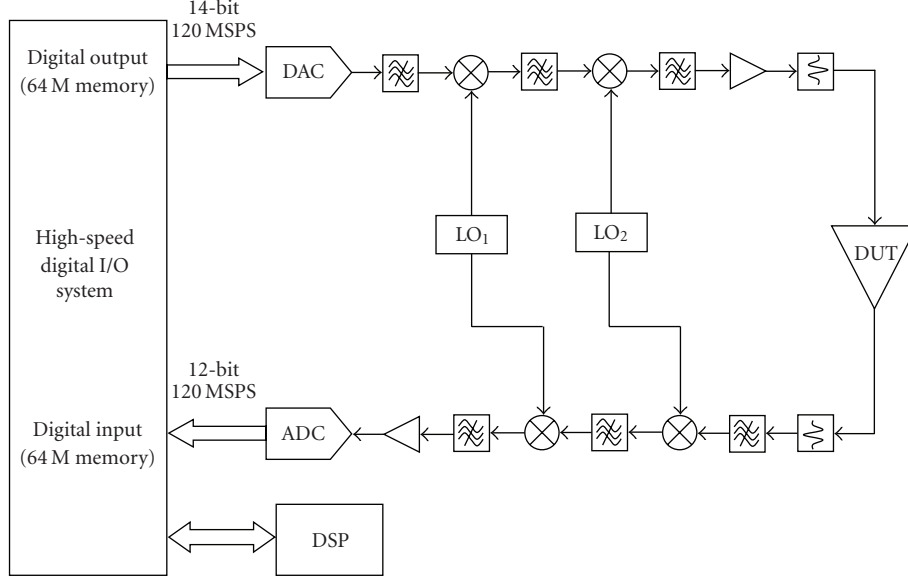 14-bit
120 MSPS
Digital output
(64 M memory)
DAC
High-speed
digital I/O
system
LO₁
LO₂
DUT
12-bit
120 MSPS
Digital input
(64 M memory)
ADC
DSP